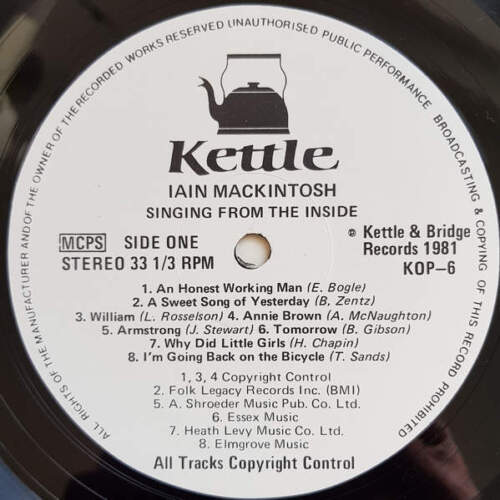 ALL RIGHTS OF THE MANUFACTURER AND OF THE OWNER OF THE RECORDED WORKS RESERVED UNAUTHORISED PUBLIC PERFORMANCE BROADCASTING & COPYING OF THIS RECORD PROHIBITED
Kettle
IAIN MACKINTOSH
SINGING FROM THE INSIDE
MCPS SIDE ONE
STEREO 33 1/3 RPM
℗ Kettle & Bridge
Records 1981
KOP–6
1. An Honest Working Man (E. Bogle)
2. A Sweet Song of Yesterday (B. Zentz)
3. William (L. Rosselson) 4. Annie Brown (A. McNaughton)
5. Armstrong (J. Stewart) 6. Tomorrow (B. Gibson)
7. Why Did Little Girls (H. Chapin)
8. I'm Going Back on the Bicycle (T. Sands)
1, 3, 4 Copyright Control
2. Folk Legacy Records Inc. (BMI)
5. A. Shroeder Music Pub. Co. Ltd.
6. Essex Music
7. Heath Levy Music Co. Ltd.
8. Elmgrove Music
All Tracks Copyright Control